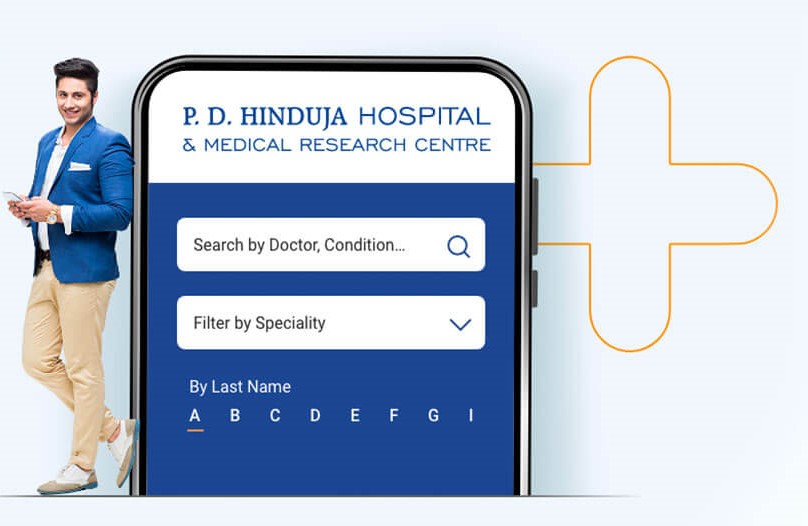 P. D. HINDUJA HOSPITAL
& MEDICAL RESEARCH CENTRE
Search by Doctor, Condition...
Filter by Speciality
By Last Name
A B C D E F G I